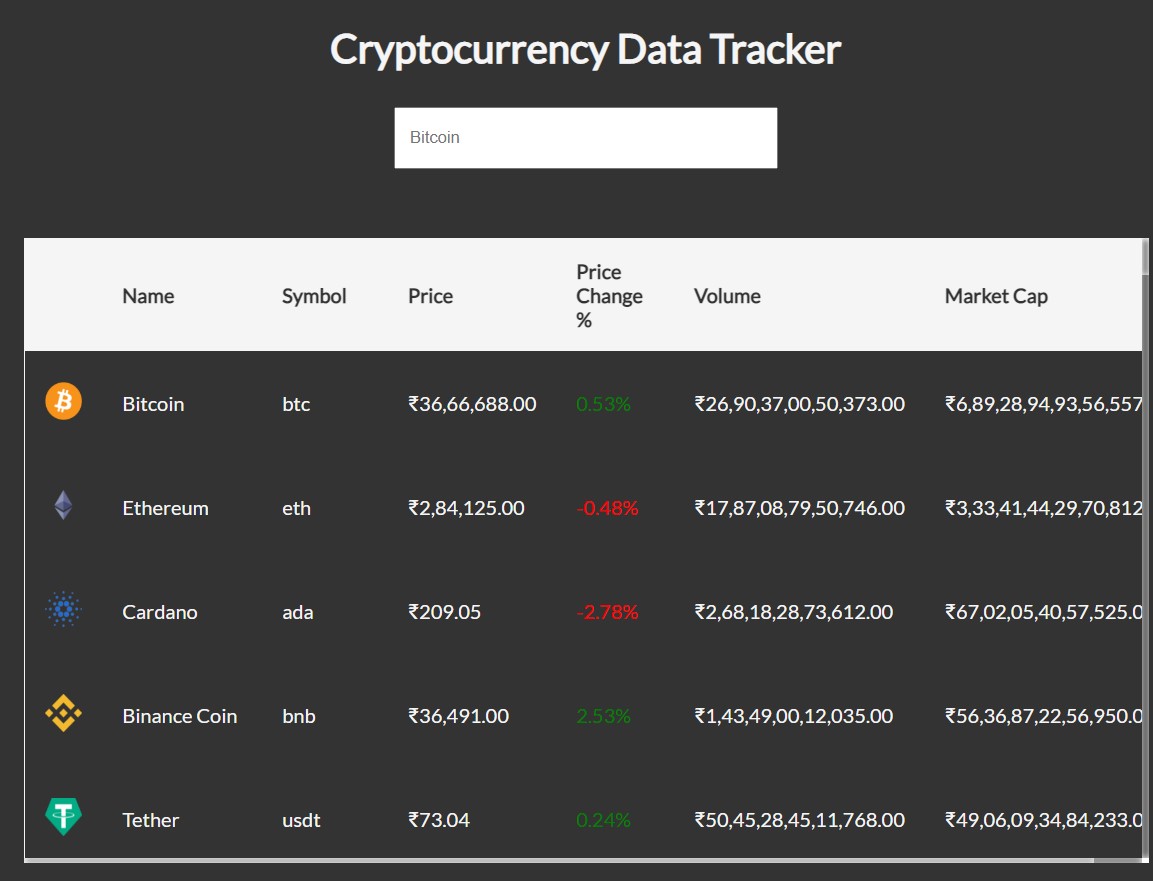 Cryptocurrency Data Tracker
Bitcoin
Name Symbol Price Price Change % Volume Market Cap
Bitcoin btc ₹36,66,688.00 0.53% ₹26,90,37,00,50,373.00 ₹6,89,28,94,93,56,557
Ethereum eth ₹2,84,125.00 -0.48% ₹17,87,08,79,50,746.00 ₹3,33,41,44,29,70,812
Cardano ada ₹209.05 -2.78% ₹2,68,18,28,73,612.00 ₹67,02,05,40,57,525.0
Binance Coin bnb ₹36,491.00 2.53% ₹1,43,49,00,12,035.00 ₹56,36,87,22,56,950.0
Tether usdt ₹73.04 0.24% ₹50,45,28,45,11,768.00 ₹49,06,09,34,84,233.0